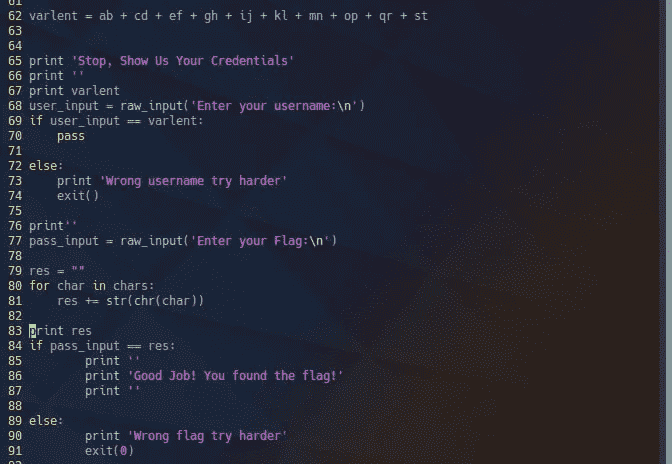 61
62 varlent = ab + cd + ef + gh + ij + kl + mn + op + qr + st
63
64
65 print 'Stop, Show Us Your Credentials'
66 print ''
67 print varlent
68 user_input = raw_input('Enter your username:\n')
69 if user_input == varlent:
70     pass
71
72 else:
73     print 'Wrong username try harder'
74     exit()
75
76 print''
77 pass_input = raw_input('Enter your Flag:\n')
78
79 res = ""
80 for char in chars:
81     res += str(chr(char))
82
83 print res
84 if pass_input == res:
85         print ''
86         print 'Good Job! You found the flag!'
87         print ''
88
89 else:
90         print 'Wrong flag try harder'
91         exit(0)
92